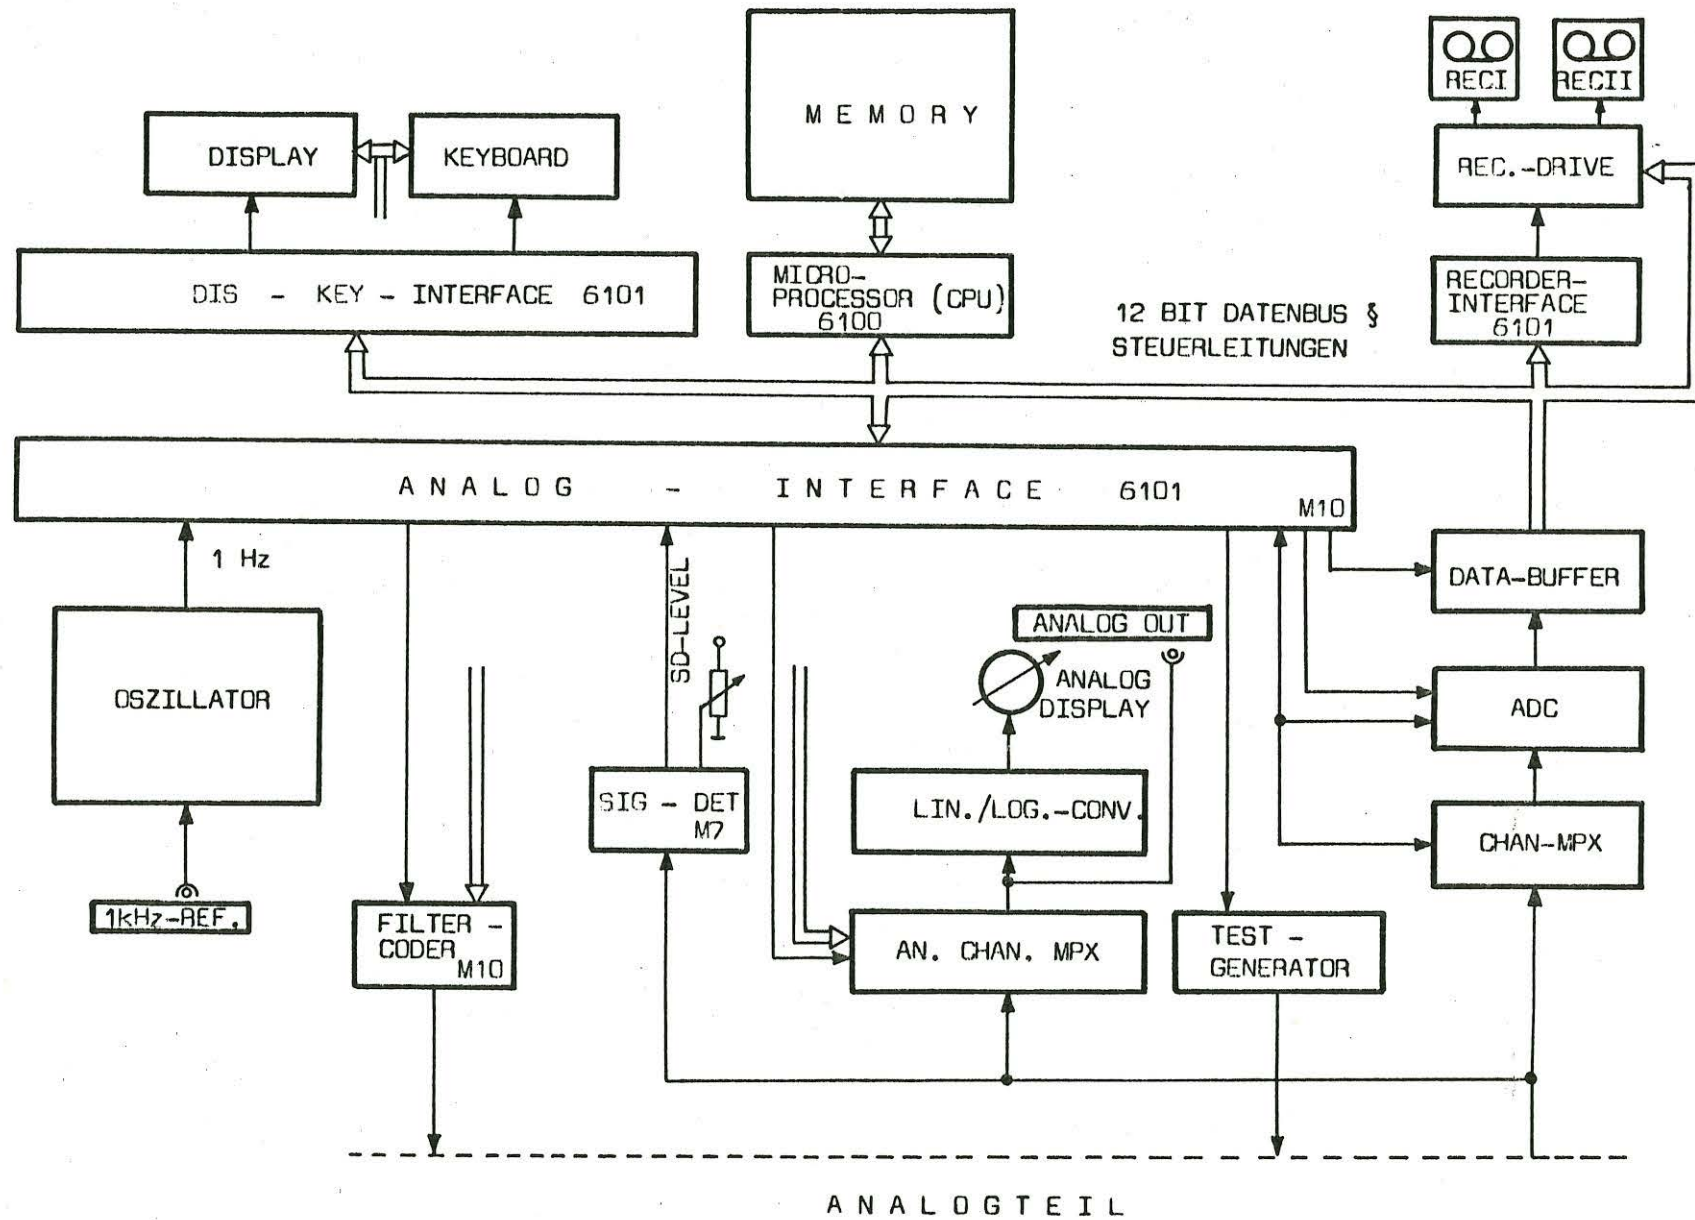 RECI
RECII
MEMORY
DISPLAY
KEYBOARD
REC.-DRIVE
DIS - KEY - INTERFACE 6101
MICRO-
PROCESSOR (CPU)
6100
RECORDER-
INTERFACE
6101
12 BIT DATENBUS §
STEUERLEITUNGEN
ANALOG - INTERFACE 6101
M10
1 Hz
SD-LEVEL
DATA-BUFFER
ANALOG OUT
ANALOG
DISPLAY
OSZILLATOR
ADC
SIG - DET
M7
LIN./LOG.-CONV.
CHAN-MPX
1kHz-REF.
FILTER -
CODER
M10
AN. CHAN. MPX
TEST -
GENERATOR
ANALOGTEIL